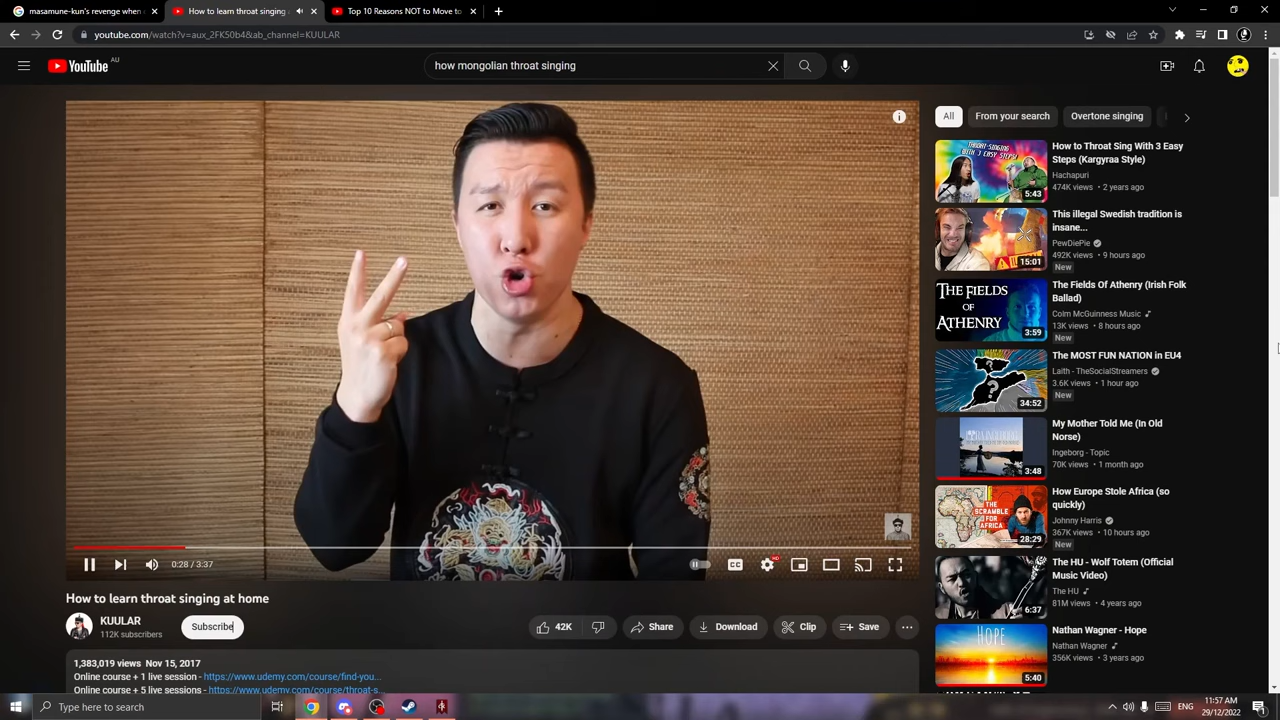 masamune-kun's revenge when
How to learn throat singing
Top 10 Reasons NOT to Move to
youtube.com/watch?v=aux_2FK50b4&ab_channel=KUULAR
YouTube AU
how mongolian throat singing
All
From your search
Overtone singing
THROAT-SINGING
WITH 3 EASY
STEPS!
5:43
How to Throat Sing With 3 Easy
Steps (Kargyraa Style)
Hachapuri
474K views • 2 years ago
15:01
This illegal Swedish tradition is
insane...
PewDiePie
492K views • 9 hours ago
New
THE FIELDS
OF
ATHENRY
3:59
The Fields Of Athenry (Irish Folk
Ballad)
Colm McGuinness Music
13K views • 8 hours ago
New
34:52
The MOST FUN NATION in EU4
Laith - TheSocialStreamers
3.6K views • 1 hour ago
New
3:48
My Mother Told Me (In Old
Norse)
Ingeborg - Topic
70K views • 1 month ago
THE
SCRAMBLE
FOR
AFRICA
28:29
How Europe Stole Africa (so
quickly)
Johnny Harris
367K views • 10 hours ago
New
6:37
The HU - Wolf Totem (Official
Music Video)
The HU
81M views • 4 years ago
HOPE
5:40
Nathan Wagner - Hope
Nathan Wagner
356K views • 3 years ago
0:28 / 3:37
CC
HD
How to learn throat singing at home
KUULAR
112K subscribers
Subscribe
42K
Share
Download
Clip
Save
1,383,019 views Nov 15, 2017
Online course + 1 live session - https://www.udemy.com/course/find-you...
Online course + 5 live sessions - https://www.udemy.com/course/throat-s...
Type here to search
ENG
11:57 AM
29/12/2022